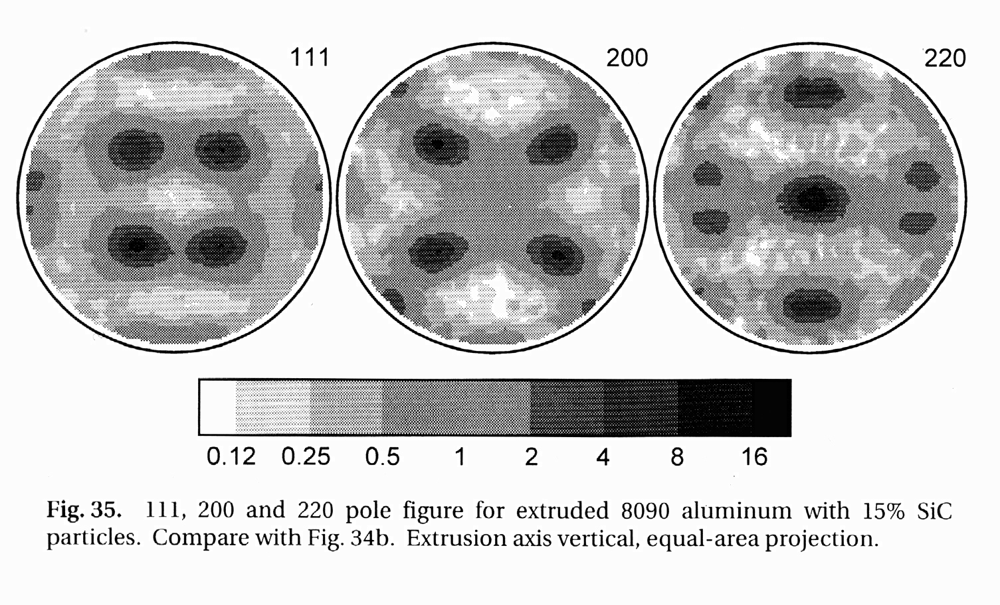 111
200
220
0.12 0.25 0.5 1 2 4 8 16
Fig. 35. 111, 200 and 220 pole figure for extruded 8090 aluminum with 15% SiC
particles. Compare with Fig. 34b. Extrusion axis vertical, equal-area projection.